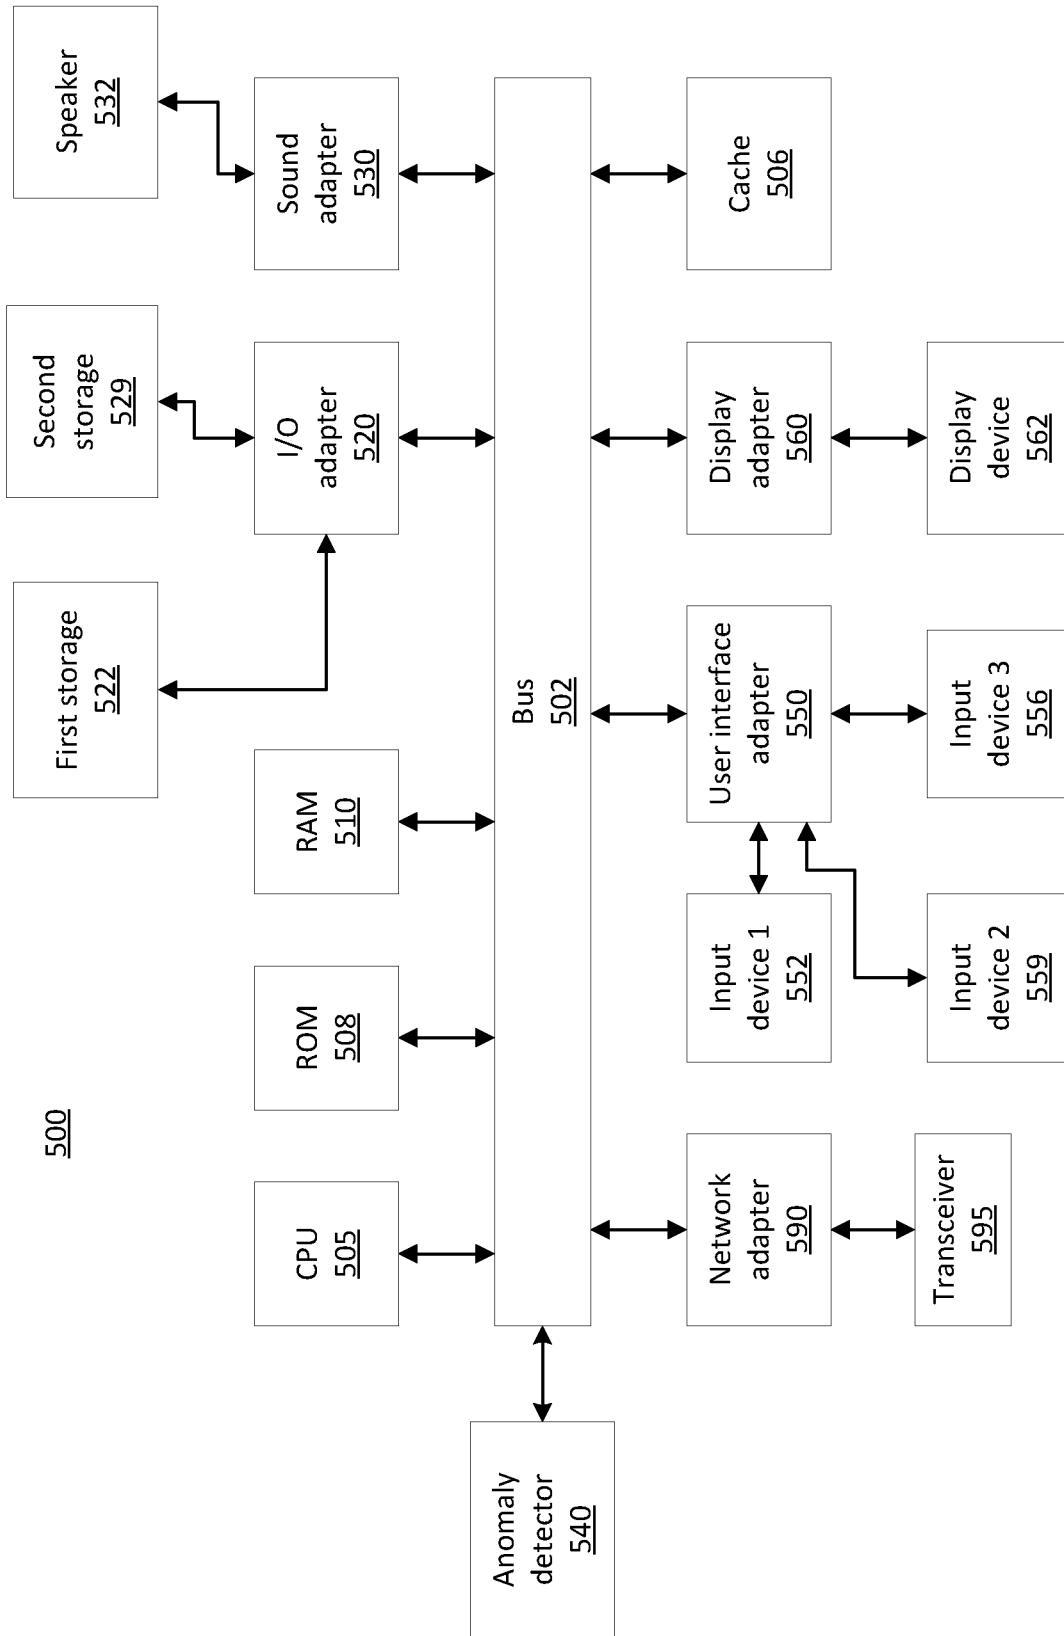 500
First storage
522
Second
storage
529
Speaker
532
CPU
505
ROM
508
RAM
510
I/O
adapter
520
Sound
adapter
530
Anomaly
detector
540
Bus
502
Network
adapter
590
Input
device 1
552
User interface
adapter
550
Display
adapter
560
Cache
506
Transceiver
595
Input
device 2
559
Input
device 3
556
Display
device
562